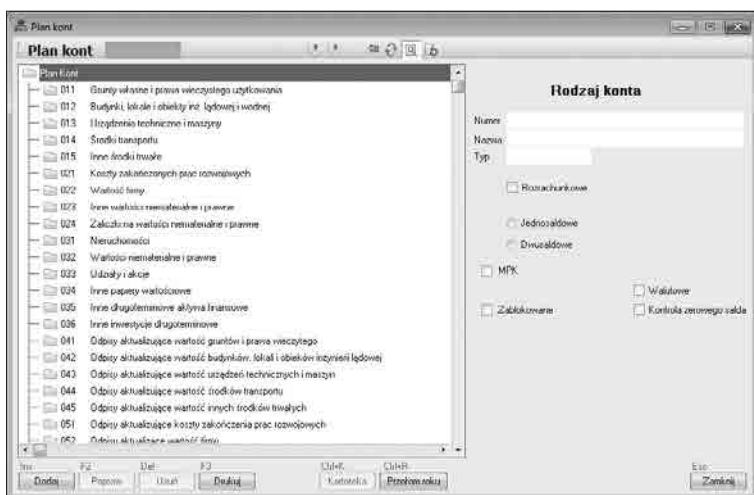 Plan kont
Plan kont
Plan Kont
011 Grunty własne i prawa wieczystego użytkowania
012 Budynki, lokale i obiekty inż. lądowej i wodnej
013 Urządzenia techniczne i maszyny
014 Środki transportu
015 Inne środki trwałe
021 Koszty zakończonych prac rozwojowych
022 Wartość firmy
023 Inne wartości niematerialne i prawne
024 Zaliczki na wartości niematerialne i prawne
031 Nieruchomości
032 Wartości niematerialne i prawne
033 Udziały i akcje
034 Inne papiery wartościowe
035 Inne długoterminowe aktywa finansowe
036 Inne inwestycje długoterminowe
041 Odpisy aktualizujące wartość gruntów i prawa wieczystego
042 Odpisy aktualizujące wartość budynków, lokali i obieków inżynierii lądowej
043 Odpisy aktualizujące wartość urządzeń technicznych i maszyn
044 Odpisy aktualizujące wartość środków transportu
045 Odpisy aktualizujące wartość innych środków trwałych
051 Odpisy aktualizujące koszty zakończenia prac rozwojowych
052 Odpisy aktualizujące wartość firmy
Rodzaj konta
Numer
Nazwa
Typ
Rozrachunkowe
Jednosaldowe
Dwusaldowe
MPK
Walutowe
Zablokowane
Kontrola zerowego salda
Ins F2 Del F3 Ctrl+K Ctrl+R Esc
Dodaj Popraw Usuń Drukuj Kartoteka Przełom roku Zamknij